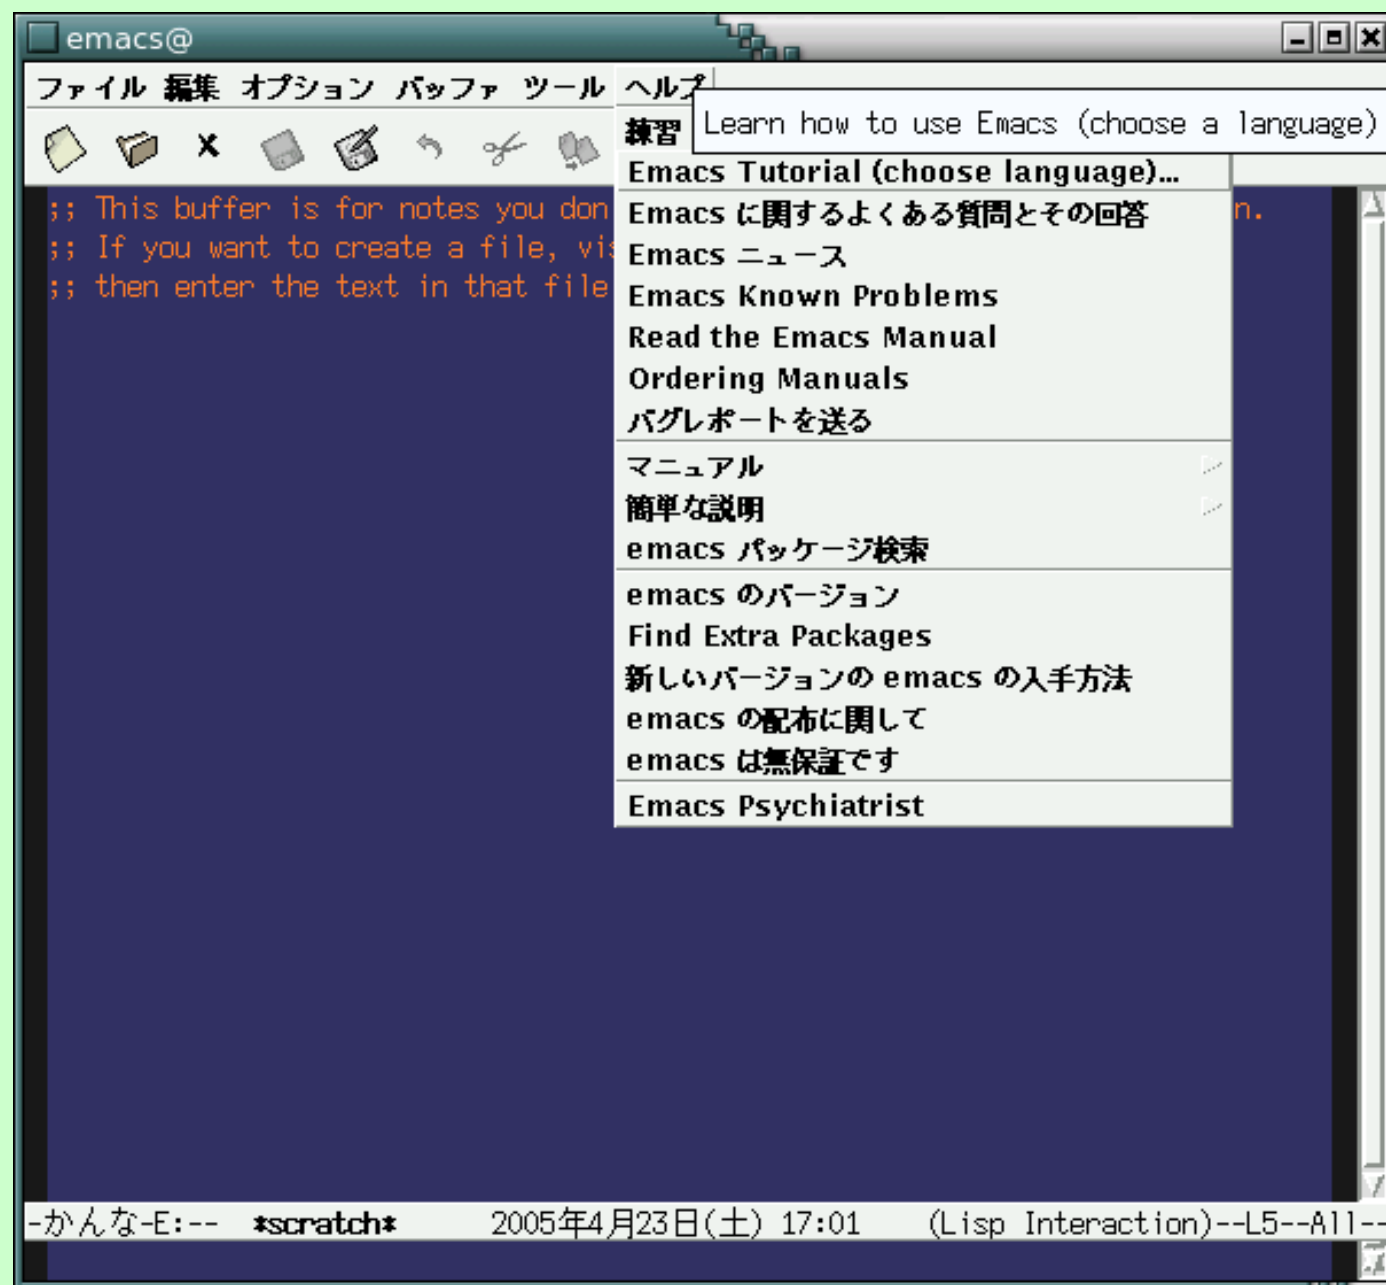 emacs@
ファイル 編集 オプション バッファ ツール ヘルプ
Learn how to use Emacs (choose a language)
練習
Emacs Tutorial (choose language)...
;; This buffer is for notes you don n.
;; If you want to create a file, vis
;; then enter the text in that file
Emacs に関するよくある質問とその回答
Emacs ニュース
Emacs Known Problems
Read the Emacs Manual
Ordering Manuals
バグレポートを送る
マニュアル
簡単な説明
emacs パッケージ検索
emacs のバージョン
Find Extra Packages
新しいバージョンの emacs の入手方法
emacs の配布に関して
emacs は無保証です
Emacs Psychiatrist
-かんな-E:-- *scratch* 2005年4月23日(土) 17:01 (Lisp Interaction)--L5--All--